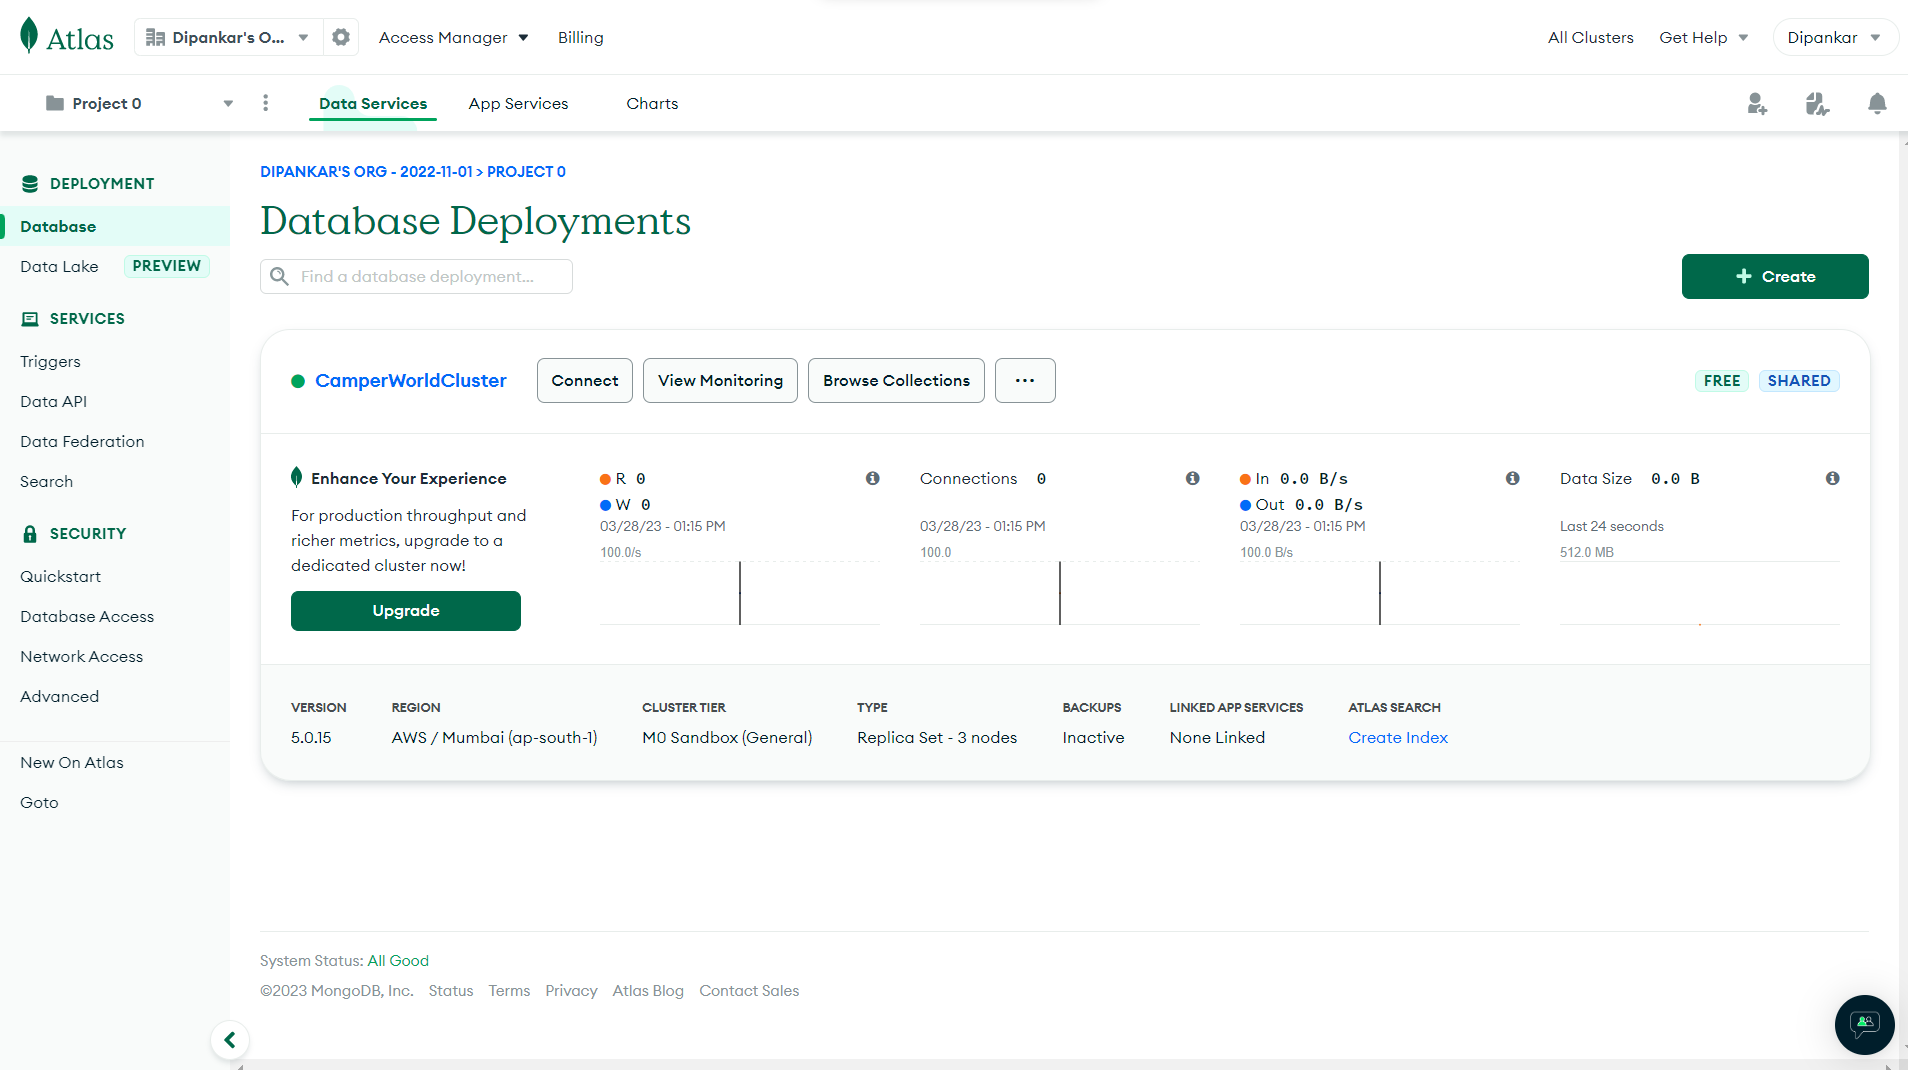 Atlas
Dipankar's O...
Access Manager
Billing
All Clusters
Get Help
Dipankar
Project 0
Data Services
App Services
Charts
DEPLOYMENT
Database
Data Lake PREVIEW
SERVICES
Triggers
Data API
Data Federation
Search
SECURITY
Quickstart
Database Access
Network Access
Advanced
New On Atlas
Goto
DIPANKAR'S ORG - 2022-11-01 > PROJECT 0
Database Deployments
Find a database deployment...
+ Create
CamperWorldCluster
Connect
View Monitoring
Browse Collections
...
FREE
SHARED
Enhance Your Experience
For production throughput and
richer metrics, upgrade to a
dedicated cluster now!
Upgrade
R 0
W 0
03/28/23 - 01:15 PM
100.0/s
Connections 0
03/28/23 - 01:15 PM
100.0
In 0.0 B/s
Out 0.0 B/s
03/28/23 - 01:15 PM
100.0 B/s
Data Size 0.0 B
Last 24 seconds
512.0 MB
VERSION
5.0.15
REGION
AWS / Mumbai (ap-south-1)
CLUSTER TIER
M0 Sandbox (General)
TYPE
Replica Set - 3 nodes
BACKUPS
Inactive
LINKED APP SERVICES
None Linked
ATLAS SEARCH
Create Index
System Status: All Good
©2023 MongoDB, Inc. Status Terms Privacy Atlas Blog Contact Sales